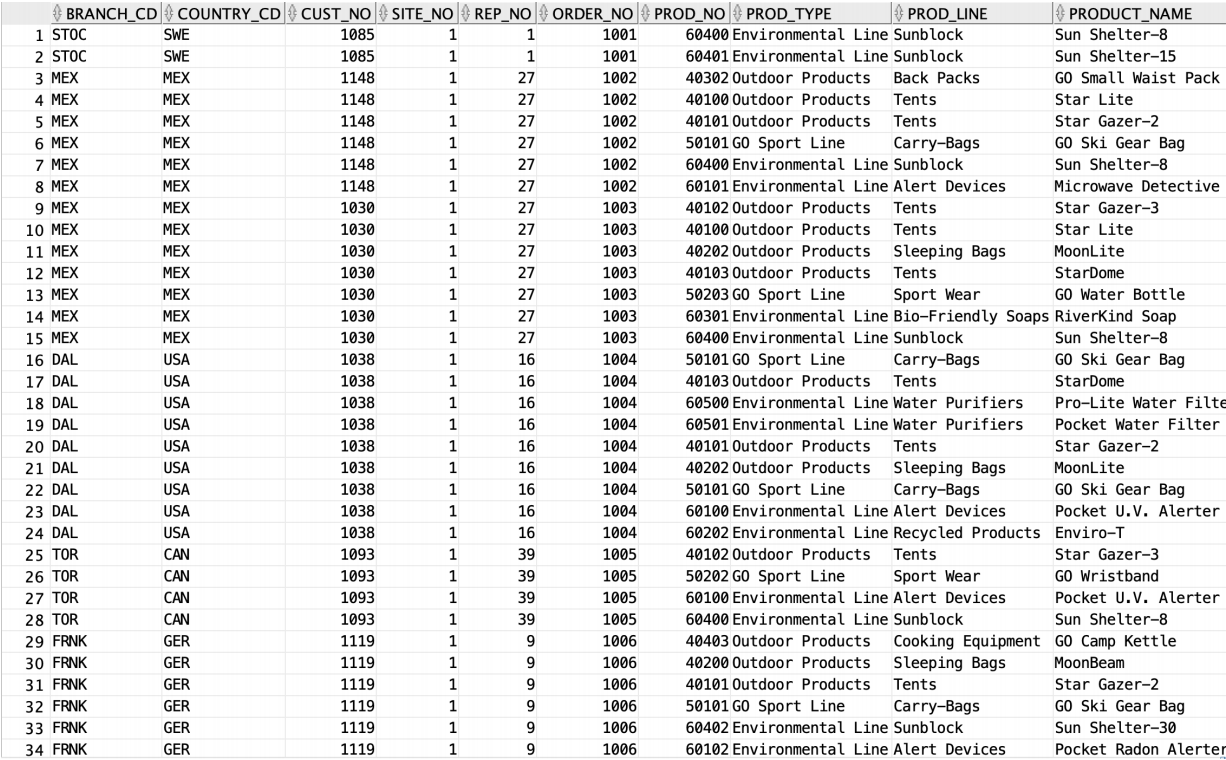 BRANCH_CD COUNTRY_CD CUST_NO SITE_NO REP_NO ORDER_NO PROD_NO PROD_TYPE PROD_LINE PRODUCT_NAME
1 STOC SWE 1085 1 1 1001 60400 Environmental Line Sunblock Sun Shelter-8
2 STOC SWE 1085 1 1 1001 60401 Environmental Line Sunblock Sun Shelter-15
3 MEX MEX 1148 1 27 1002 40302 Outdoor Products Back Packs GO Small Waist Pack
4 MEX MEX 1148 1 27 1002 40100 Outdoor Products Tents Star Lite
5 MEX MEX 1148 1 27 1002 40101 Outdoor Products Tents Star Gazer-2
6 MEX MEX 1148 1 27 1002 50101 GO Sport Line Carry-Bags GO Ski Gear Bag
7 MEX MEX 1148 1 27 1002 60400 Environmental Line Sunblock Sun Shelter-8
8 MEX MEX 1148 1 27 1002 60101 Environmental Line Alert Devices Microwave Detective
9 MEX MEX 1030 1 27 1003 40102 Outdoor Products Tents Star Gazer-3
10 MEX MEX 1030 1 27 1003 40100 Outdoor Products Tents Star Lite
11 MEX MEX 1030 1 27 1003 40202 Outdoor Products Sleeping Bags MoonLite
12 MEX MEX 1030 1 27 1003 40103 Outdoor Products Tents StarDome
13 MEX MEX 1030 1 27 1003 50203 GO Sport Line Sport Wear GO Water Bottle
14 MEX MEX 1030 1 27 1003 60301 Environmental Line Bio-Friendly Soaps RiverKind Soap
15 MEX MEX 1030 1 27 1003 60400 Environmental Line Sunblock Sun Shelter-8
16 DAL USA 1038 1 16 1004 50101 GO Sport Line Carry-Bags GO Ski Gear Bag
17 DAL USA 1038 1 16 1004 40103 Outdoor Products Tents StarDome
18 DAL USA 1038 1 16 1004 60500 Environmental Line Water Purifiers Pro-Lite Water Filte
19 DAL USA 1038 1 16 1004 60501 Environmental Line Water Purifiers Pocket Water Filter
20 DAL USA 1038 1 16 1004 40101 Outdoor Products Tents Star Gazer-2
21 DAL USA 1038 1 16 1004 40202 Outdoor Products Sleeping Bags MoonLite
22 DAL USA 1038 1 16 1004 50101 GO Sport Line Carry-Bags GO Ski Gear Bag
23 DAL USA 1038 1 16 1004 60100 Environmental Line Alert Devices Pocket U.V. Alerter
24 DAL USA 1038 1 16 1004 60202 Environmental Line Recycled Products Enviro-T
25 TOR CAN 1093 1 39 1005 40102 Outdoor Products Tents Star Gazer-3
26 TOR CAN 1093 1 39 1005 50202 GO Sport Line Sport Wear GO Wristband
27 TOR CAN 1093 1 39 1005 60100 Environmental Line Alert Devices Pocket U.V. Alerter
28 TOR CAN 1093 1 39 1005 60400 Environmental Line Sunblock Sun Shelter-8
29 FRNK GER 1119 1 9 1006 40403 Outdoor Products Cooking Equipment GO Camp Kettle
30 FRNK GER 1119 1 9 1006 40200 Outdoor Products Sleeping Bags MoonBeam
31 FRNK GER 1119 1 9 1006 40101 Outdoor Products Tents Star Gazer-2
32 FRNK GER 1119 1 9 1006 50101 GO Sport Line Carry-Bags GO Ski Gear Bag
33 FRNK GER 1119 1 9 1006 60402 Environmental Line Sunblock Sun Shelter-30
34 FRNK GER 1119 1 9 1006 60102 Environmental Line Alert Devices Pocket Radon Alerter